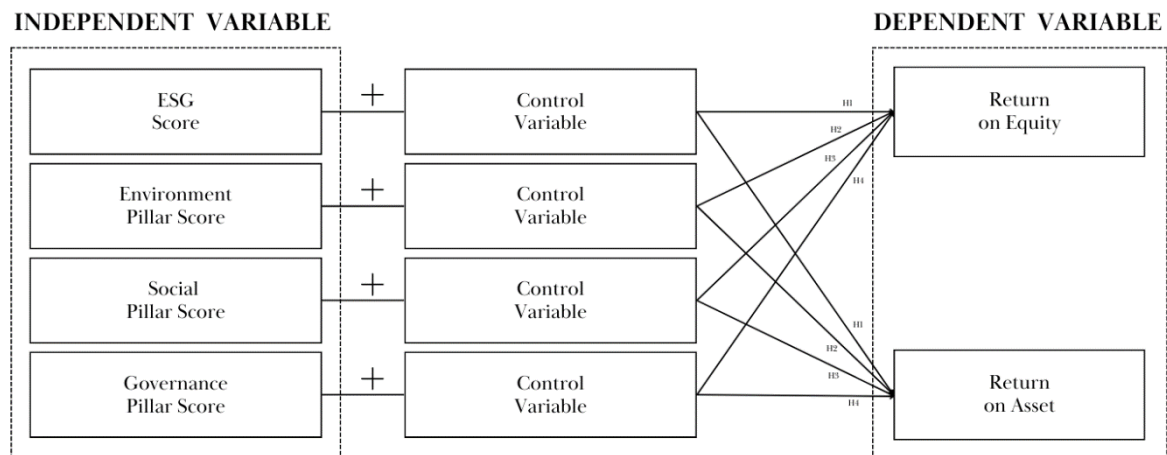 INDEPENDENT VARIABLE
DEPENDENT VARIABLE
ESG
Score
+
Control
Variable
H1
Return
on Equity
H2
H3
H4
Environment
Pillar Score
+
Control
Variable
Social
Pillar Score
+
Control
Variable
H1
H2
H3
H4
Governance
Pillar Score
+
Control
Variable
Return
on Asset